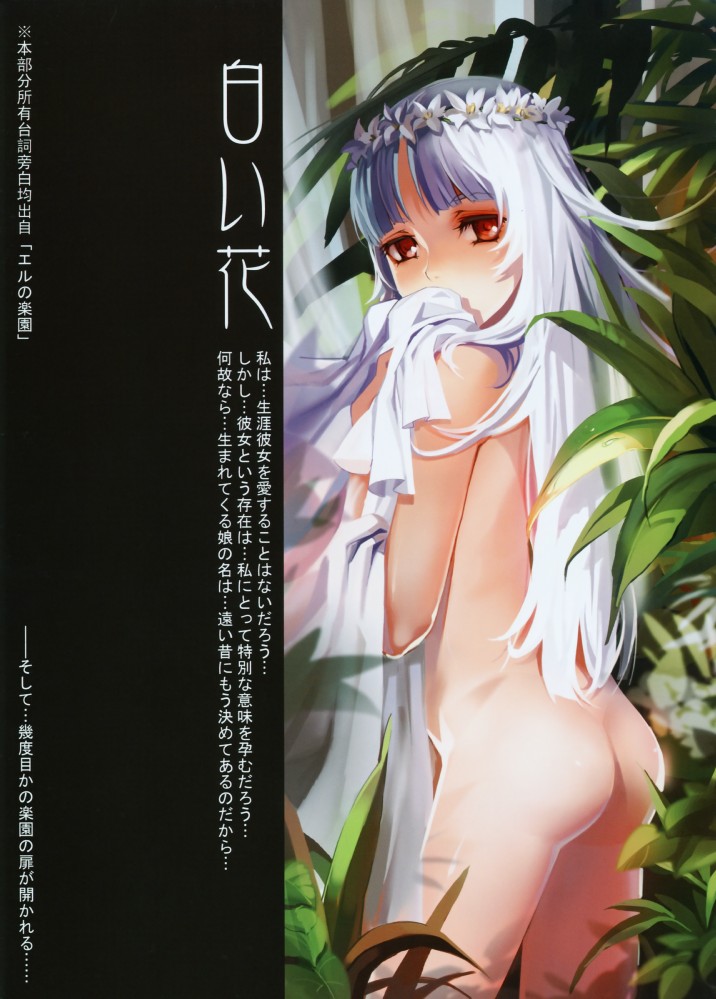 白い花
私は…生涯彼女を愛することはないだろう…
しかし…彼女という存在は…私にとって特別な意味を孕むだろう…
何故なら…生まれてくる娘の名は…遠い昔にもう決めてあるのだから…
──そして…幾度目かの楽園の扉が開かれる……
※本部分所有台詞旁白均出自「エルの楽園」